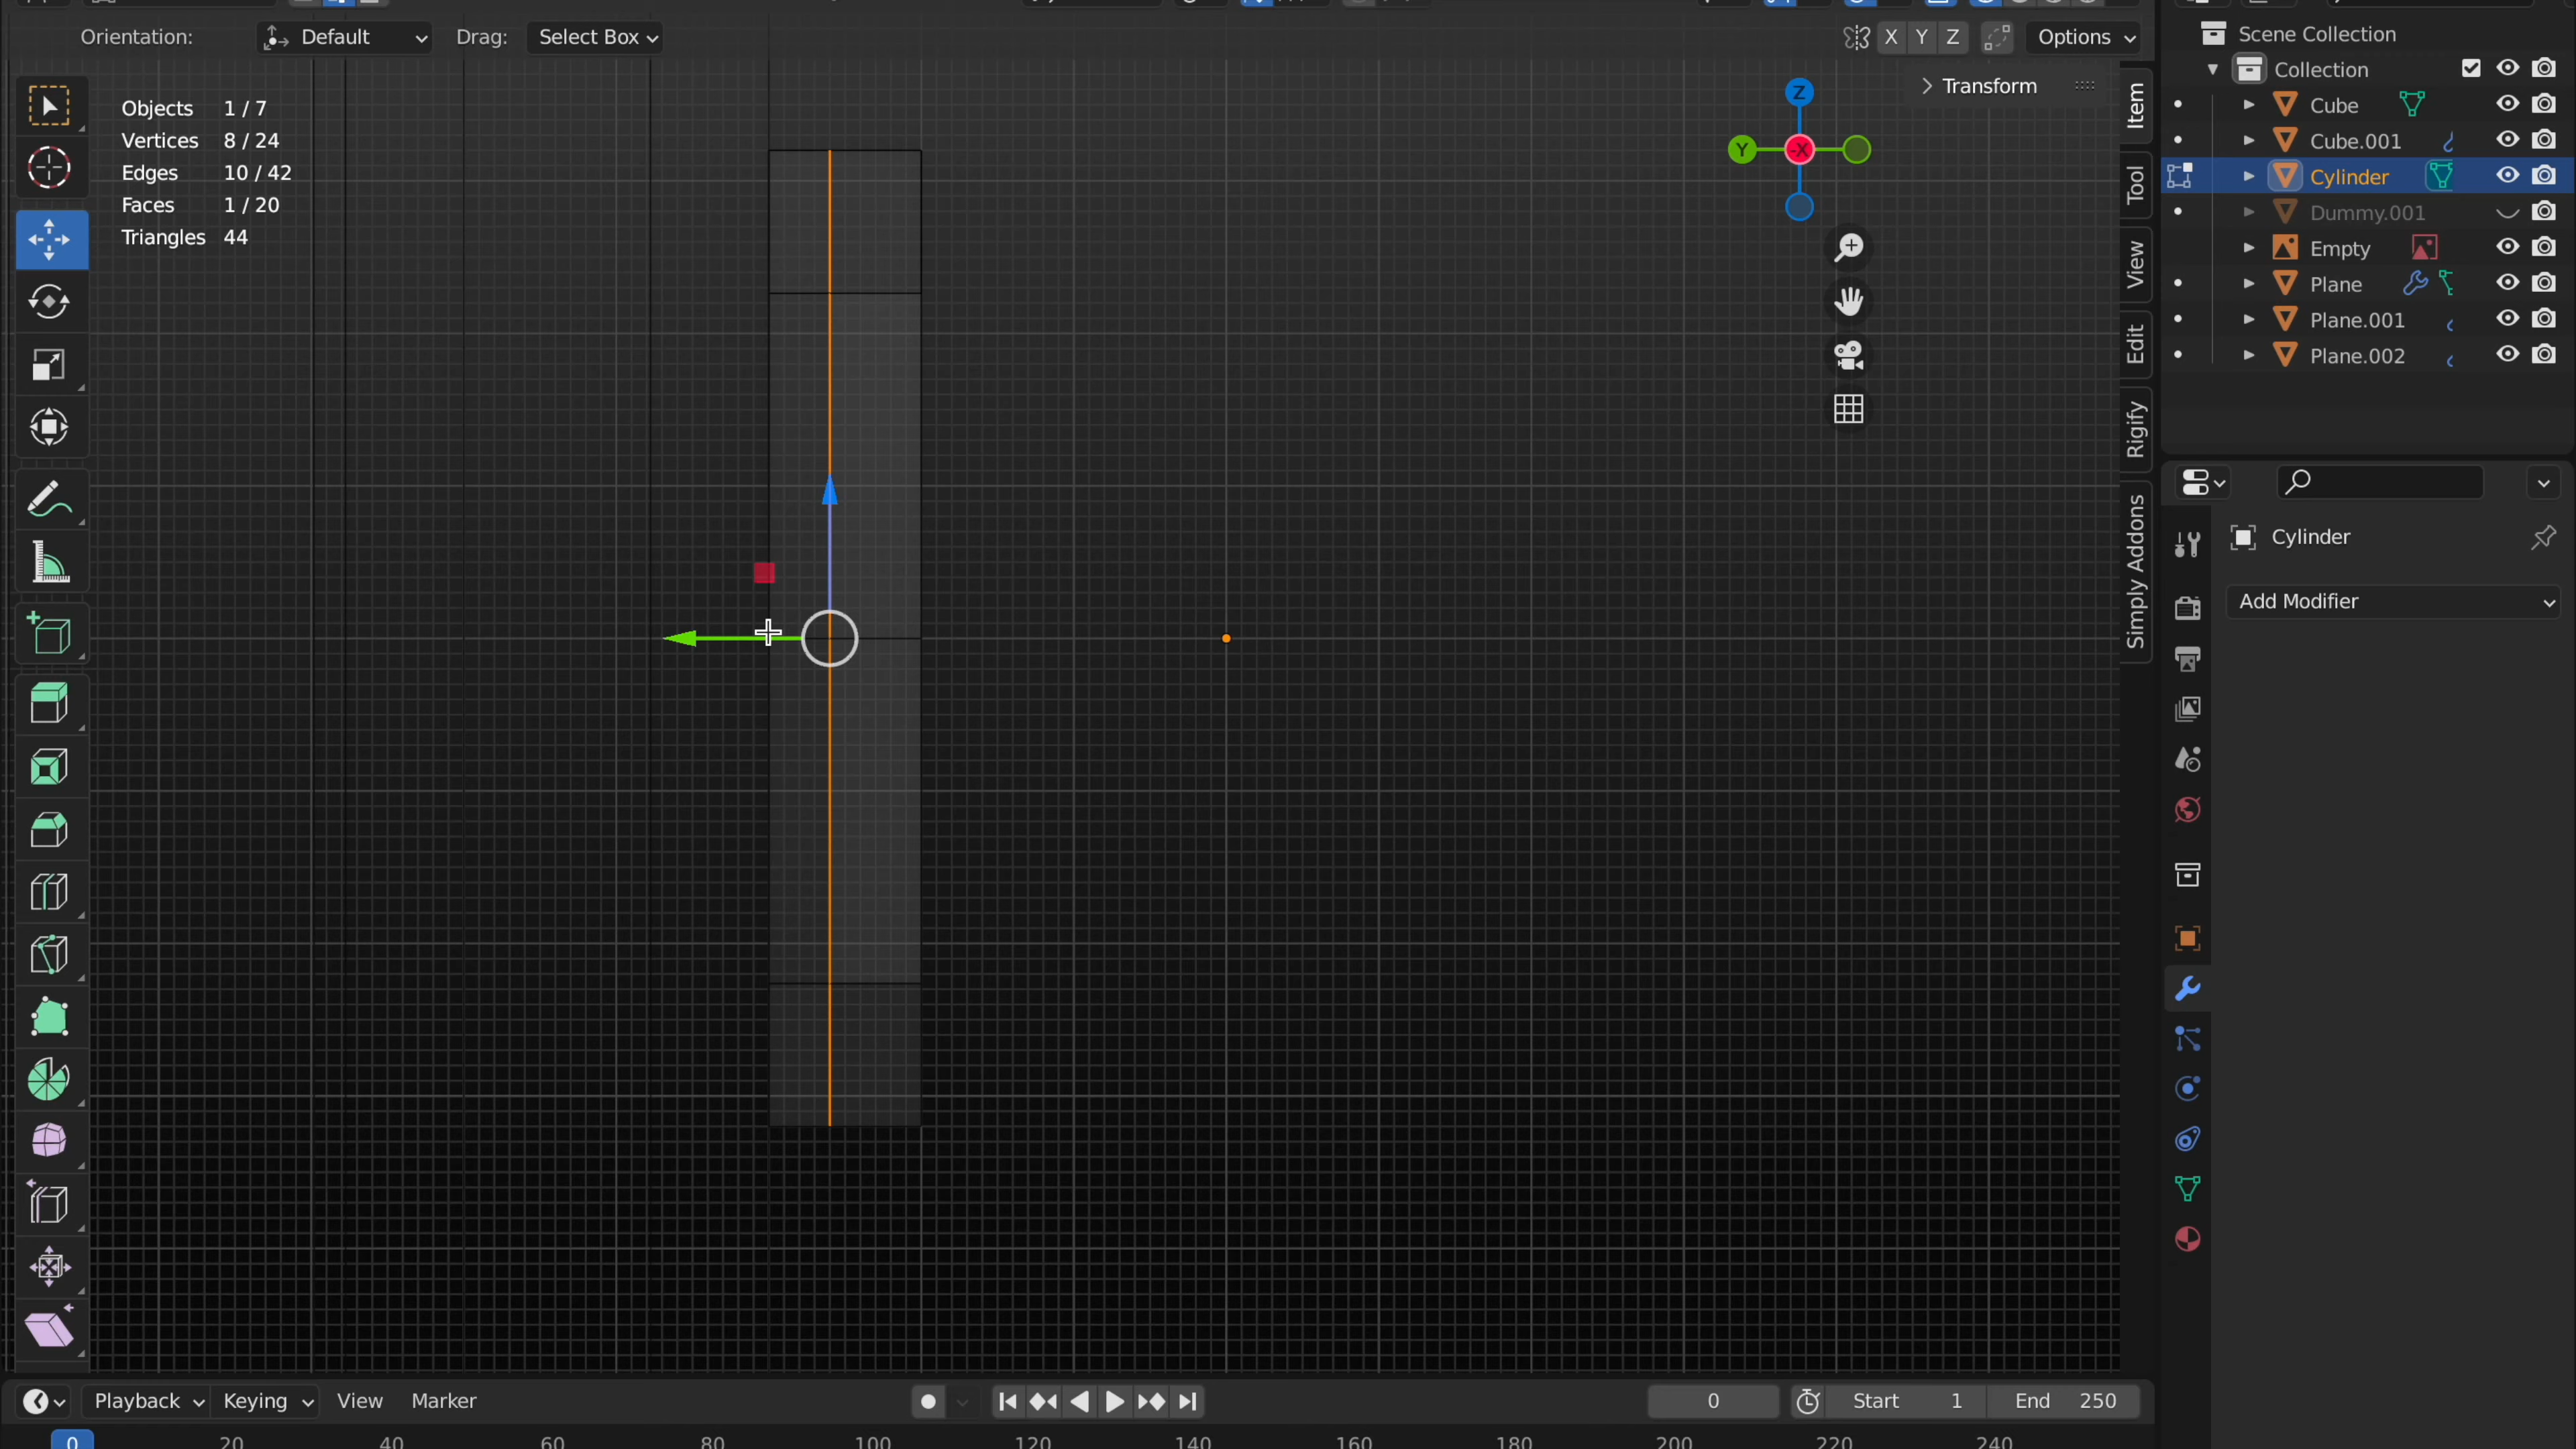 Orientation: Default Drag: Select Box X Y Z Options
Objects 1 / 7
Vertices 8 / 24
Edges 10 / 42
Faces 1 / 20
Triangles 44
Transform
Z
Y -X
Item
Tool
View
Edit
Rigify
Simply Addons
Scene Collection
Collection
Cube
Cube.001
Cylinder
Dummy.001
Empty
Plane
Plane.001
Plane.002
Cylinder
Add Modifier
Playback Keying View Marker 0 Start 1 End 250
0 20 40 60 80 100 120 140 160 180 200 220 240